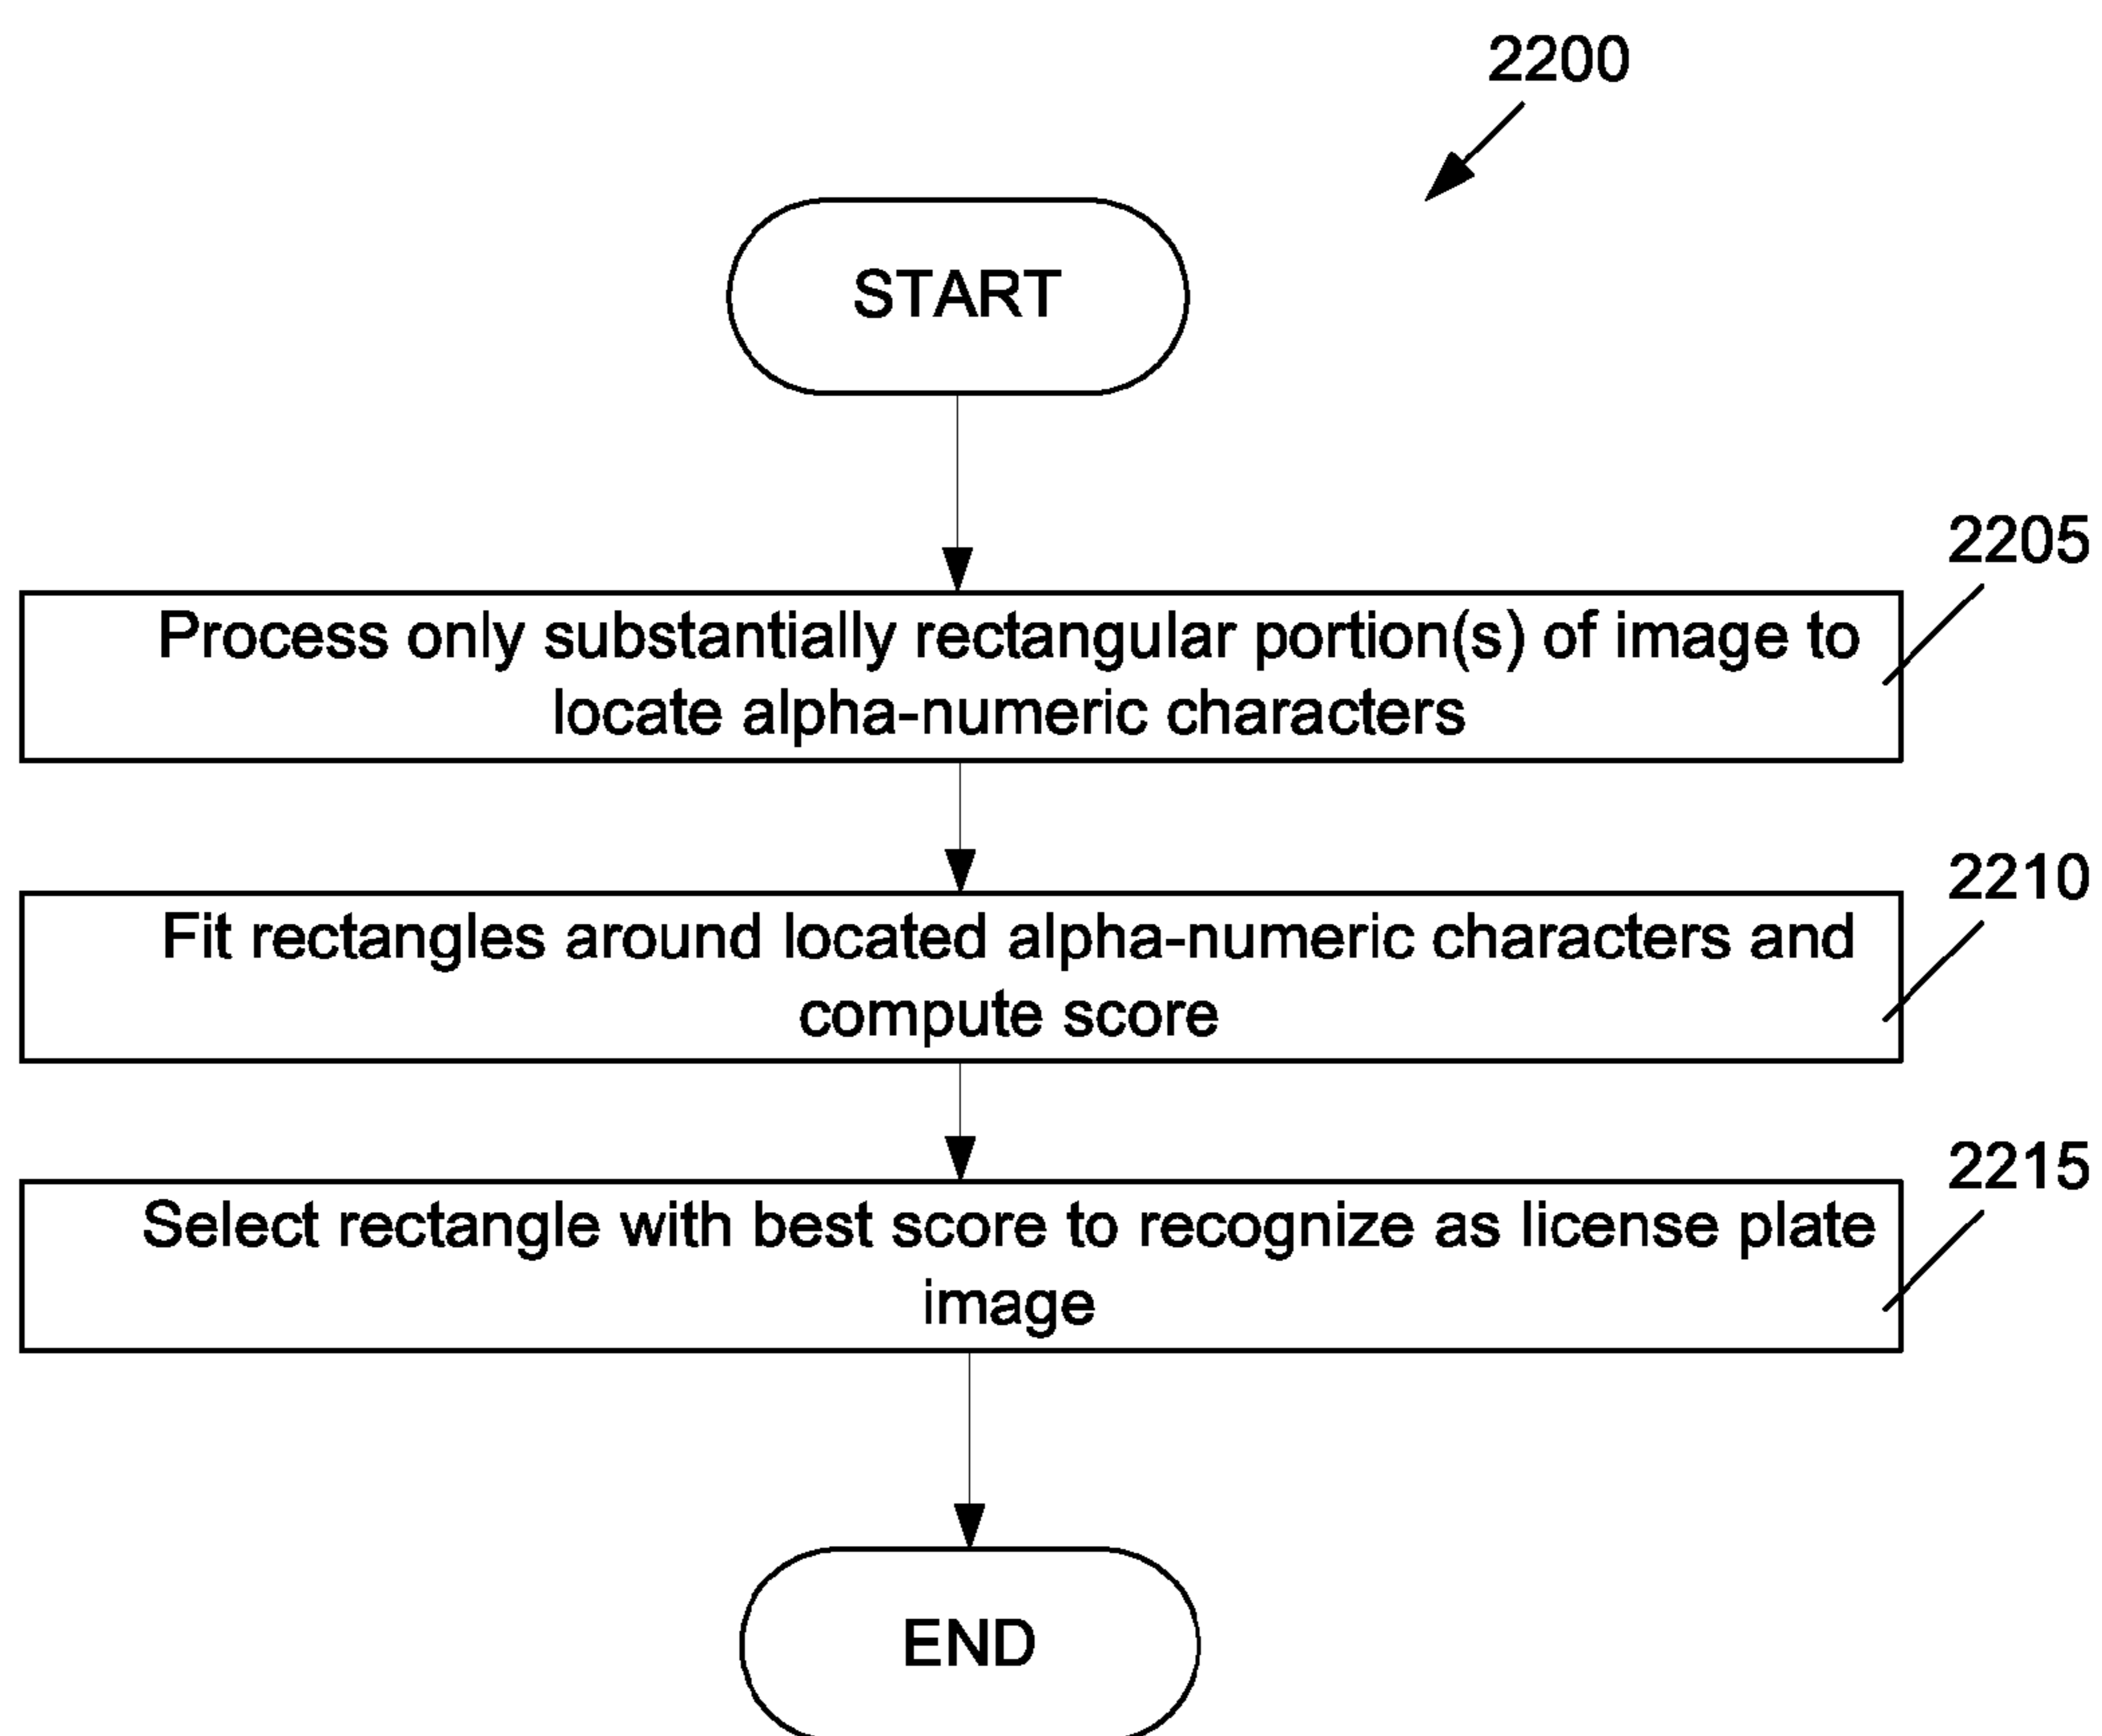 2200
START
2205
Process only substantially rectangular portion(s) of image to
locate alpha-numeric characters
2210
Fit rectangles around located alpha-numeric characters and
compute score
2215
Select rectangle with best score to recognize as license plate
image
END